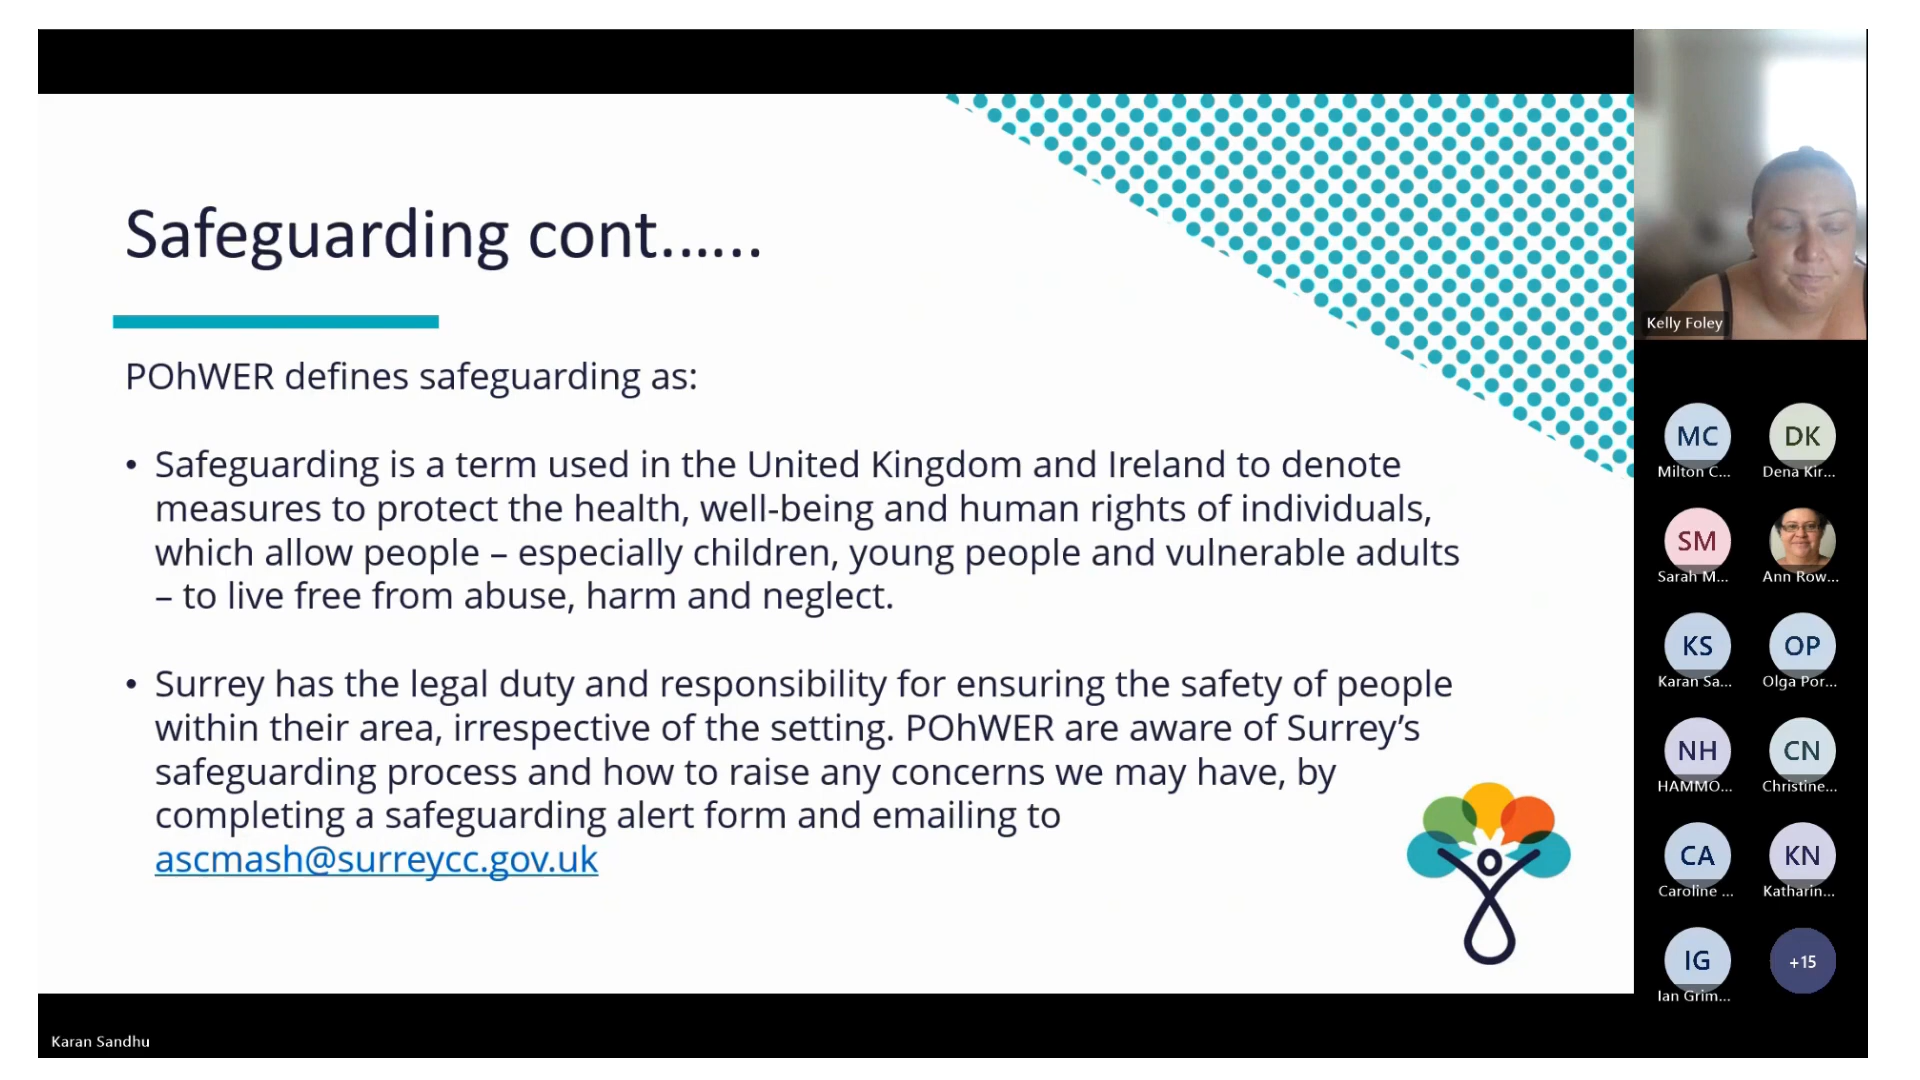 Safeguarding cont......
POhWER defines safeguarding as:
• Safeguarding is a term used in the United Kingdom and Ireland to denote
measures to protect the health, well-being and human rights of individuals,
which allow people – especially children, young people and vulnerable adults
– to live free from abuse, harm and neglect.
• Surrey has the legal duty and responsibility for ensuring the safety of people
within their area, irrespective of the setting. POhWER are aware of Surrey’s
safeguarding process and how to raise any concerns we may have, by
completing a safeguarding alert form and emailing to
ascmash@surreycc.gov.uk
Karan Sandhu
Kelly Foley
MC DK
Milton C... Dena Kir...
SM
Sarah M... Ann Row...
KS OP
Karan Sa... Olga Por...
NH CN
HAMMO... Christine...
CA KN
Caroline ... Katharin...
IG +15
Ian Grim...